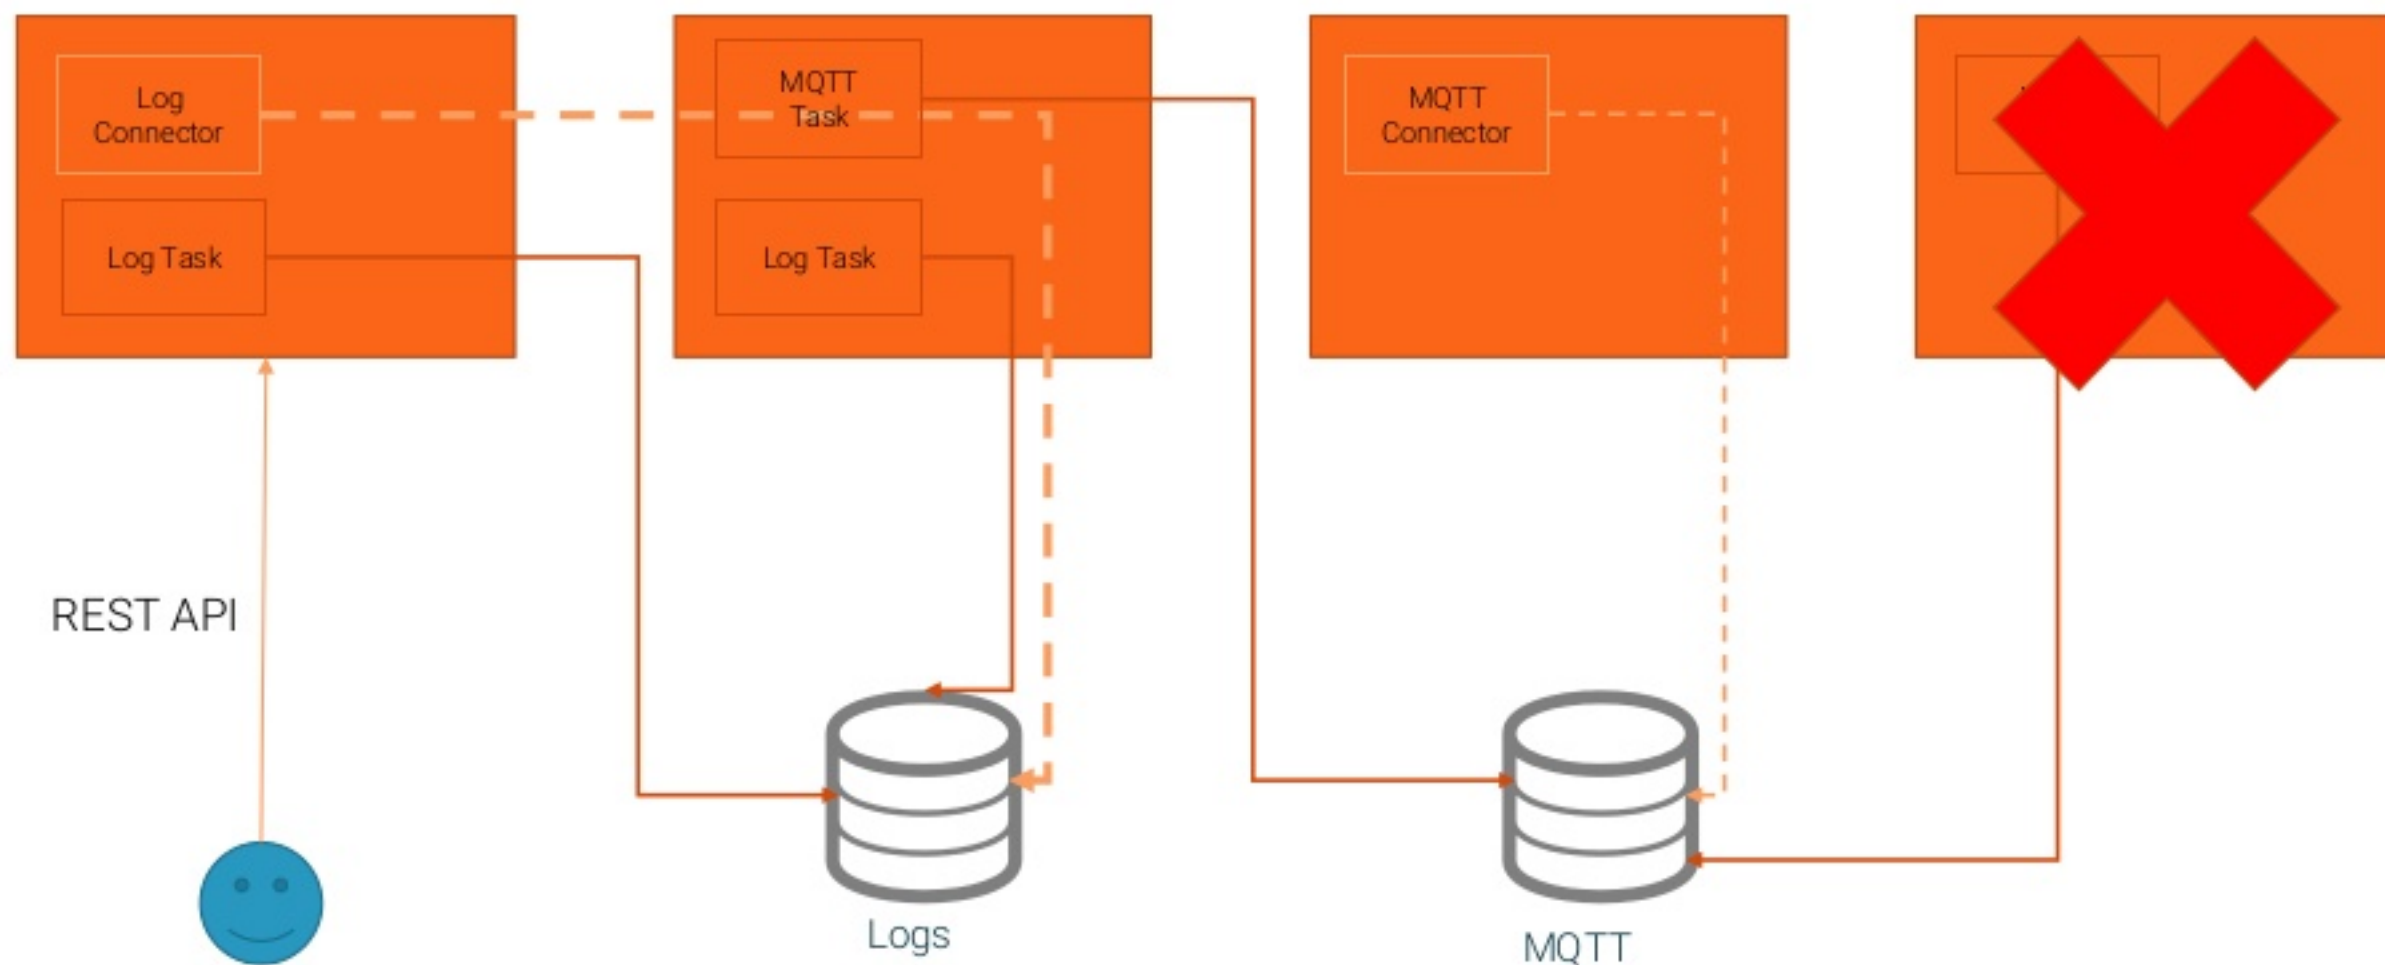 Log
Connector
Log Task
MQTT
Task
Log Task
MQTT
Connector
REST API
Logs
MQTT